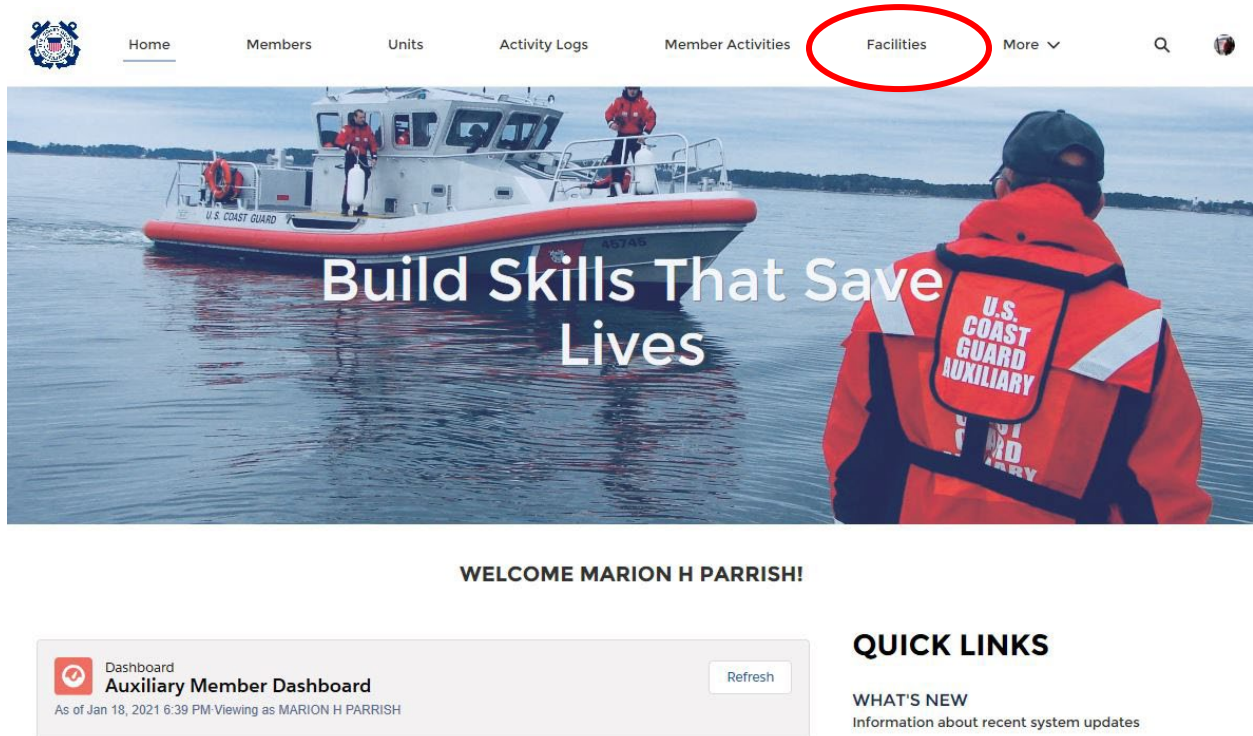 Home Members Units Activity Logs Member Activities Facilities More
U.S. COAST GUARD
45745
Build Skills That Save
Lives
U.S.
COAST
GUARD
AUXILIARY
WELCOME MARION H PARRISH!
Dashboard
Auxiliary Member Dashboard
As of Jan 18, 2021 6:39 PM·Viewing as MARION H PARRISH
Refresh
QUICK LINKS
WHAT'S NEW
Information about recent system updates